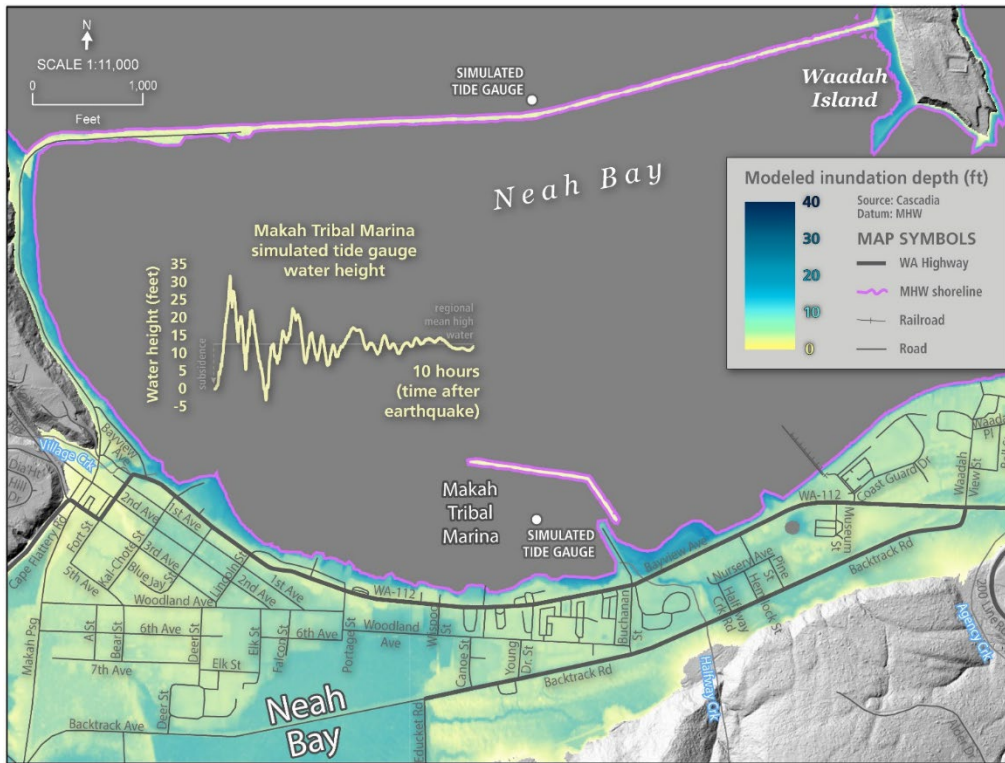 N
SCALE 1:11,000
0
1,000
Feet
SIMULATED
TIDE GAUGE
Waadah
Island
Neah Bay
Modeled inundation depth (ft)
40
30
20
10
0
Source: Cascadia
Datum: MHW
MAP SYMBOLS
WA Highway
MHW shoreline
Railroad
Road
Makah Tribal Marina
simulated tide gauge
water height
Water height (feet)
35
30
25
20
15
10
5
0
-5
subsidence
regional
mean high
water
10 hours
(time after
earthquake)
Makah
Tribal
Marina
SIMULATED
TIDE GAUGE
Village Crk
Bayview
Hill
Dr
Cape Flattery Rd
Fort St
2nd Ave
1st Ave
3rd Ave
Kal-Chote St
BlueJay St
5th Ave
Lincoln St
2nd Ave
1st Ave
WA-112
Woodland Ave
Woodland
Ave
Makah Psg
A St
Bear St
6th Ave
Deer St
Elk St
Falcon St
6th Ave
Portage St
7th Ave
Elk St
Deer St
Backtrack Ave
Neah
Bay
Educket Rd
Canoe St
Young
Dr. St
Buchanan
St
Backtrack Rd
Bayview Ave
WA-112
Nursery Ave
Pine
St
Hemlock St
Halfway
Crk Rd
Halfway Crk
Museum
St
Coast Guard Dr
Backtrack Rd
Waadah
View St
Waadah
Pl
Agency Crk